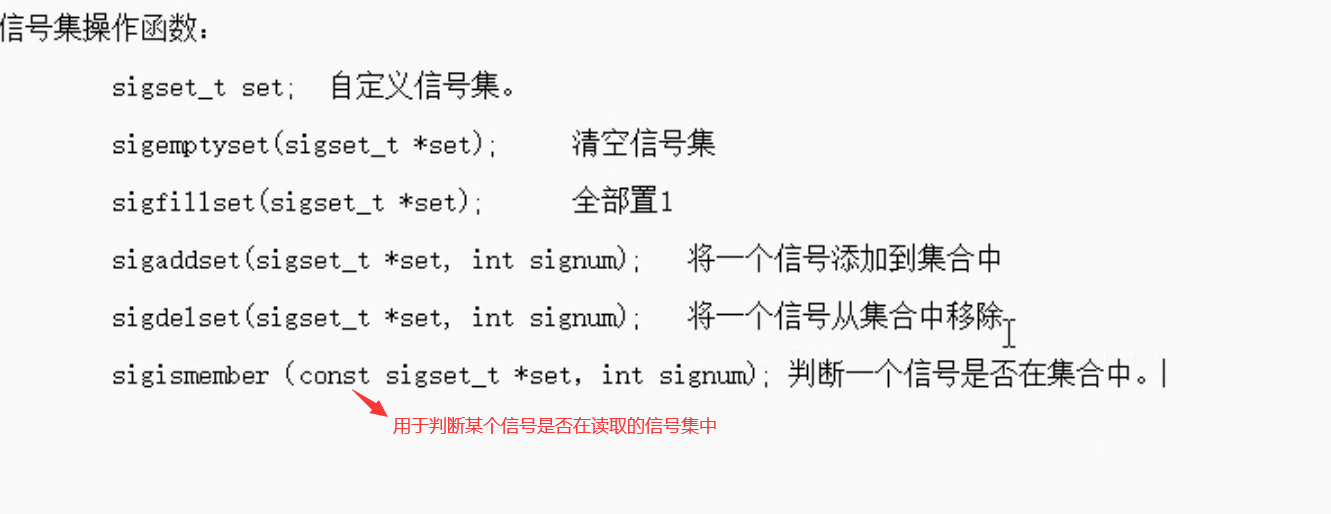 信号集操作函数：
sigset_t set; 自定义信号集。
sigemptyset(sigset_t *set); 清空信号集
sigfillset(sigset_t *set); 全部置1
sigaddset(sigset_t *set, int signum); 将一个信号添加到集合中
sigdelset(sigset_t *set, int signum); 将一个信号从集合中移除
sigismember (const sigset_t *set, int signum); 判断一个信号是否在集合中。
用于判断某个信号是否在读取的信号集中